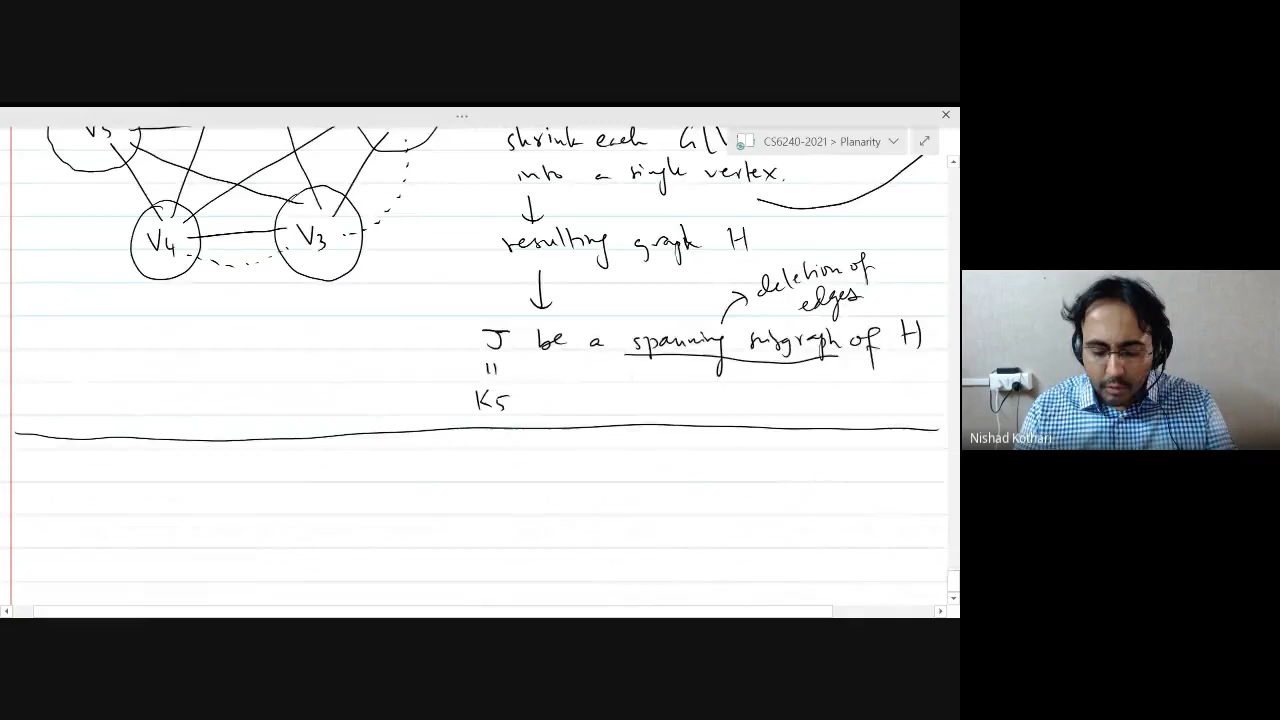 V5
shrink each G[V
CS6240-2021 > Planarity
into a single vertex.
V4
V3
resulting graph H
deletion of
edges
J be a spanning subgraph of H
=
K5
Nishad Kothari